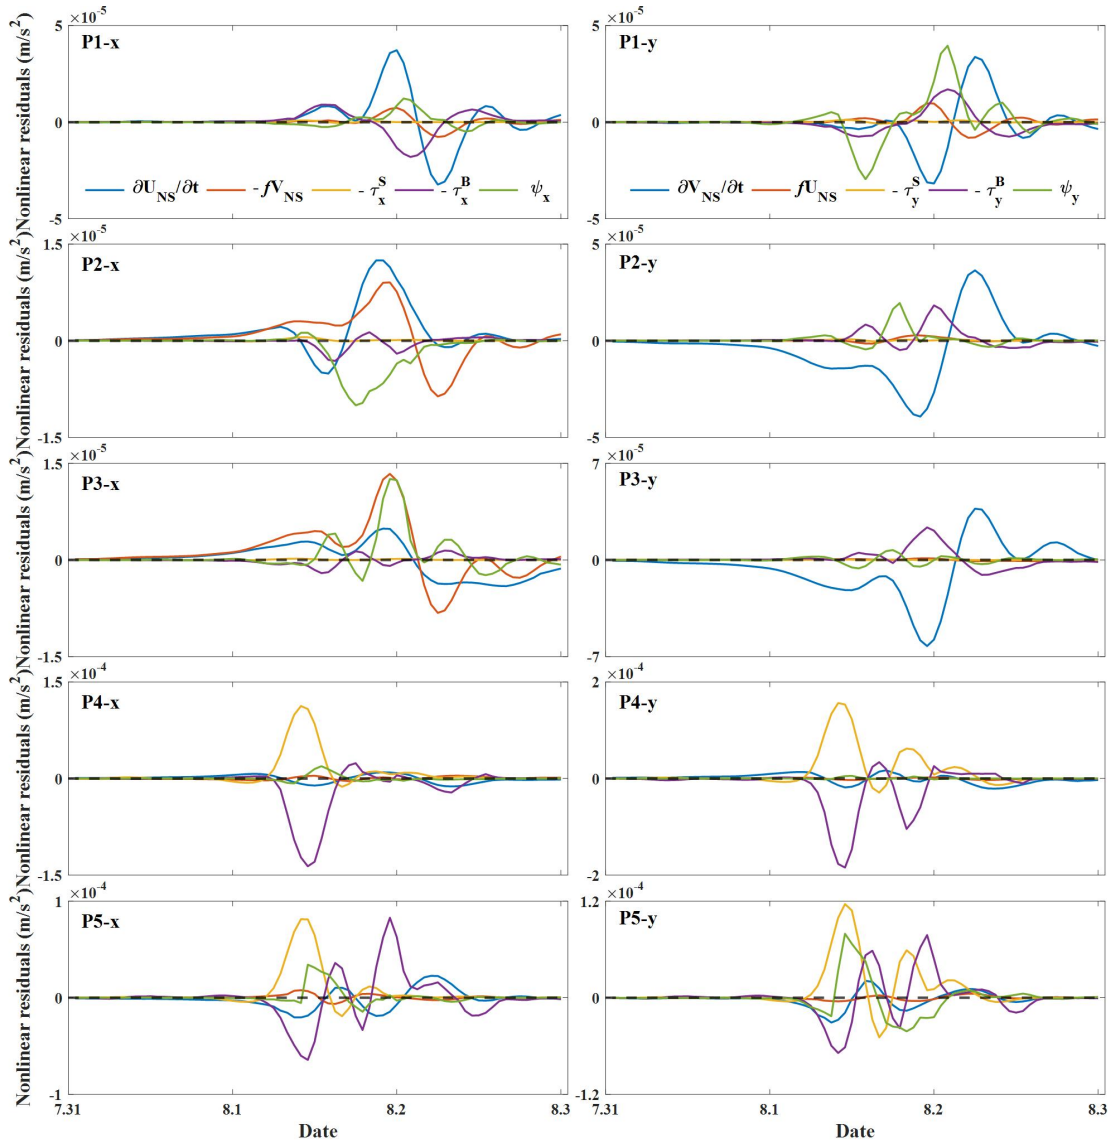 ×10⁻⁵
5
P1-x
0
∂U_NS/∂t
- fV_NS
- τ_x^S
- τ_x^B
ψ_x
-5
×10⁻⁵
5
P1-y
0
∂V_NS/∂t
fU_NS
- τ_y^S
- τ_y^B
ψ_y
-5
Nonlinear residuals (m/s²)
×10⁻⁵
1.5
P2-x
0
-1.5
×10⁻⁵
5
P2-y
0
-5
Nonlinear residuals (m/s²)
×10⁻⁵
1.5
P3-x
0
-1.5
×10⁻⁵
7
P3-y
0
-7
Nonlinear residuals (m/s²)
×10⁻⁴
1.5
P4-x
0
-1.5
×10⁻⁴
2
P4-y
0
-2
Nonlinear residuals (m/s²)
×10⁻⁴
1
P5-x
0
-1
7.31
8.1
8.2
8.3
Date
×10⁻⁴
1.2
P5-y
0
-1.2
7.31
8.1
8.2
8.3
Date
Nonlinear residuals (m/s²)